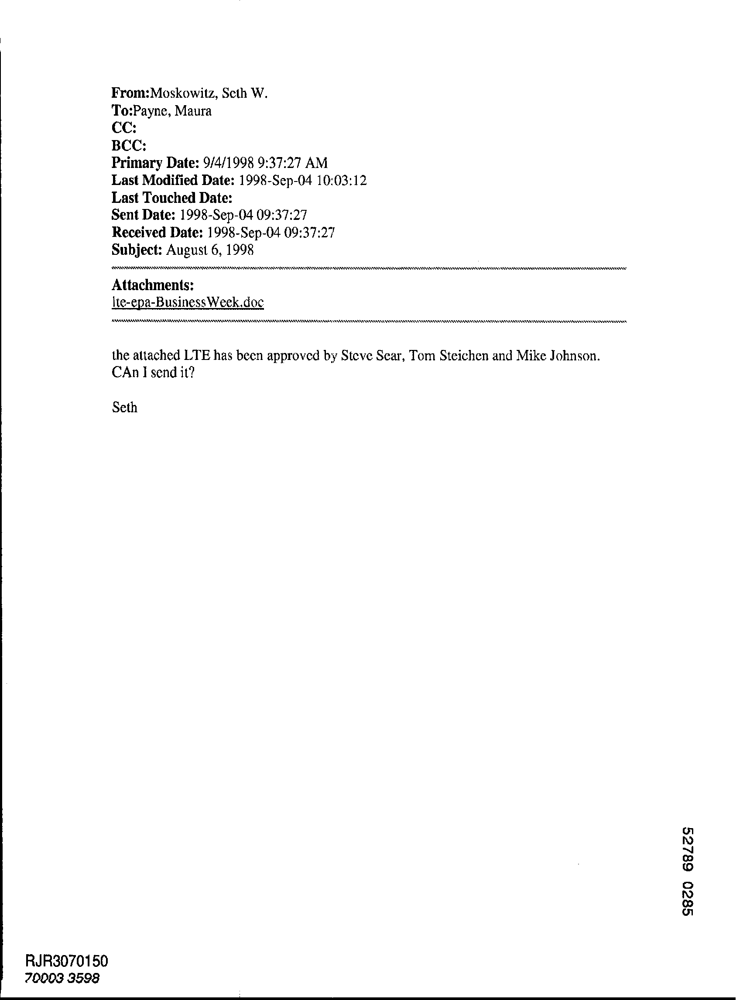 From:Moskowitz, Seth W.
To:Payne, Maura
CC:
BCC:
Primary Date: 9/4/1998 9:37:27 AM
Last Modified Date: 1998-Sep-04 10:03:12
Last Touched Date:
Sent Date: 1998-Sep-04 09:37:27
Received Date: 1998-Sep-04 09:37:27
Subject: August 6, 1998
Attachments:
lte-epa-BusinessWeek.doc
the attached LTE has been approved by Steve Sear, Tom Steichen and Mike Johnson.
CAn I send it?
Seth
52789 0285
RJR3070150
70003 3598